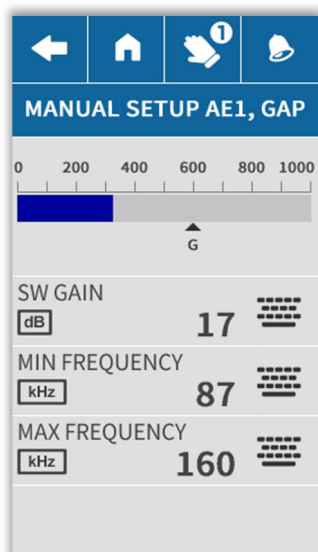 1
MANUAL SETUP AE1, GAP
0 200 400 600 800 1000
G
SW GAIN
dB
17
MIN FREQUENCY
kHz
87
MAX FREQUENCY
kHz
160